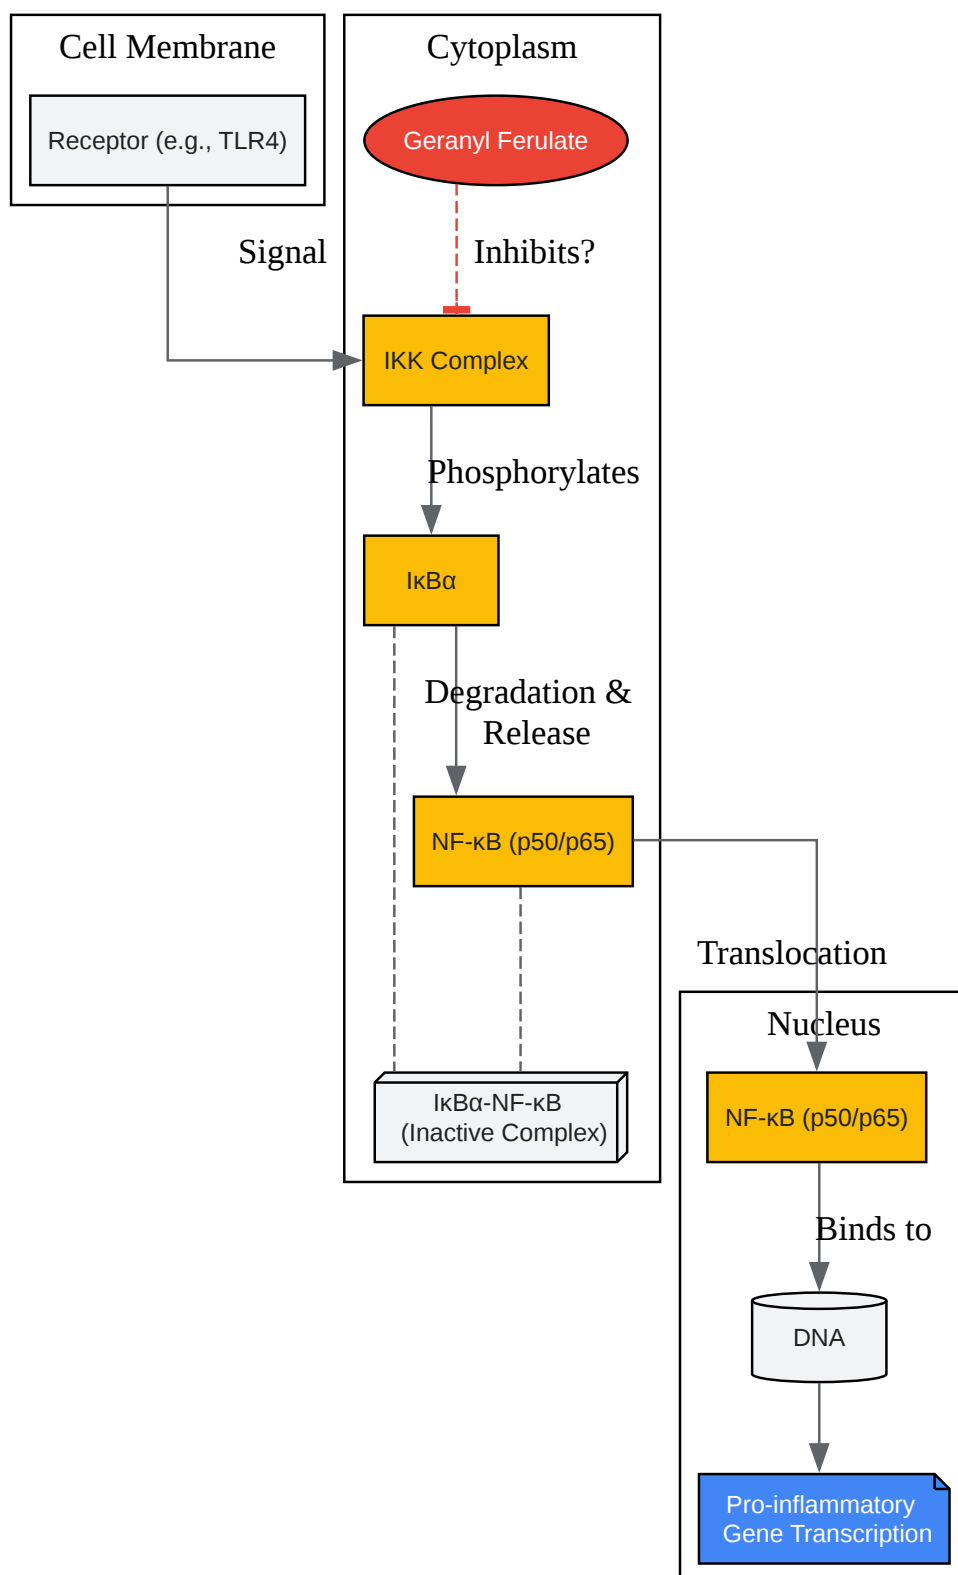 Cell Membrane
Receptor (e.g., TLR4)
Signal
Cytoplasm
Geranyl Ferulate
Inhibits?
IKK Complex
Phosphorylates
IκBα
Degradation &
Release
NF-κB (p50/p65)
IκBα-NF-κB
(Inactive Complex)
Translocation
Nucleus
NF-κB (p50/p65)
Binds to
DNA
Pro-inflammatory
Gene Transcription